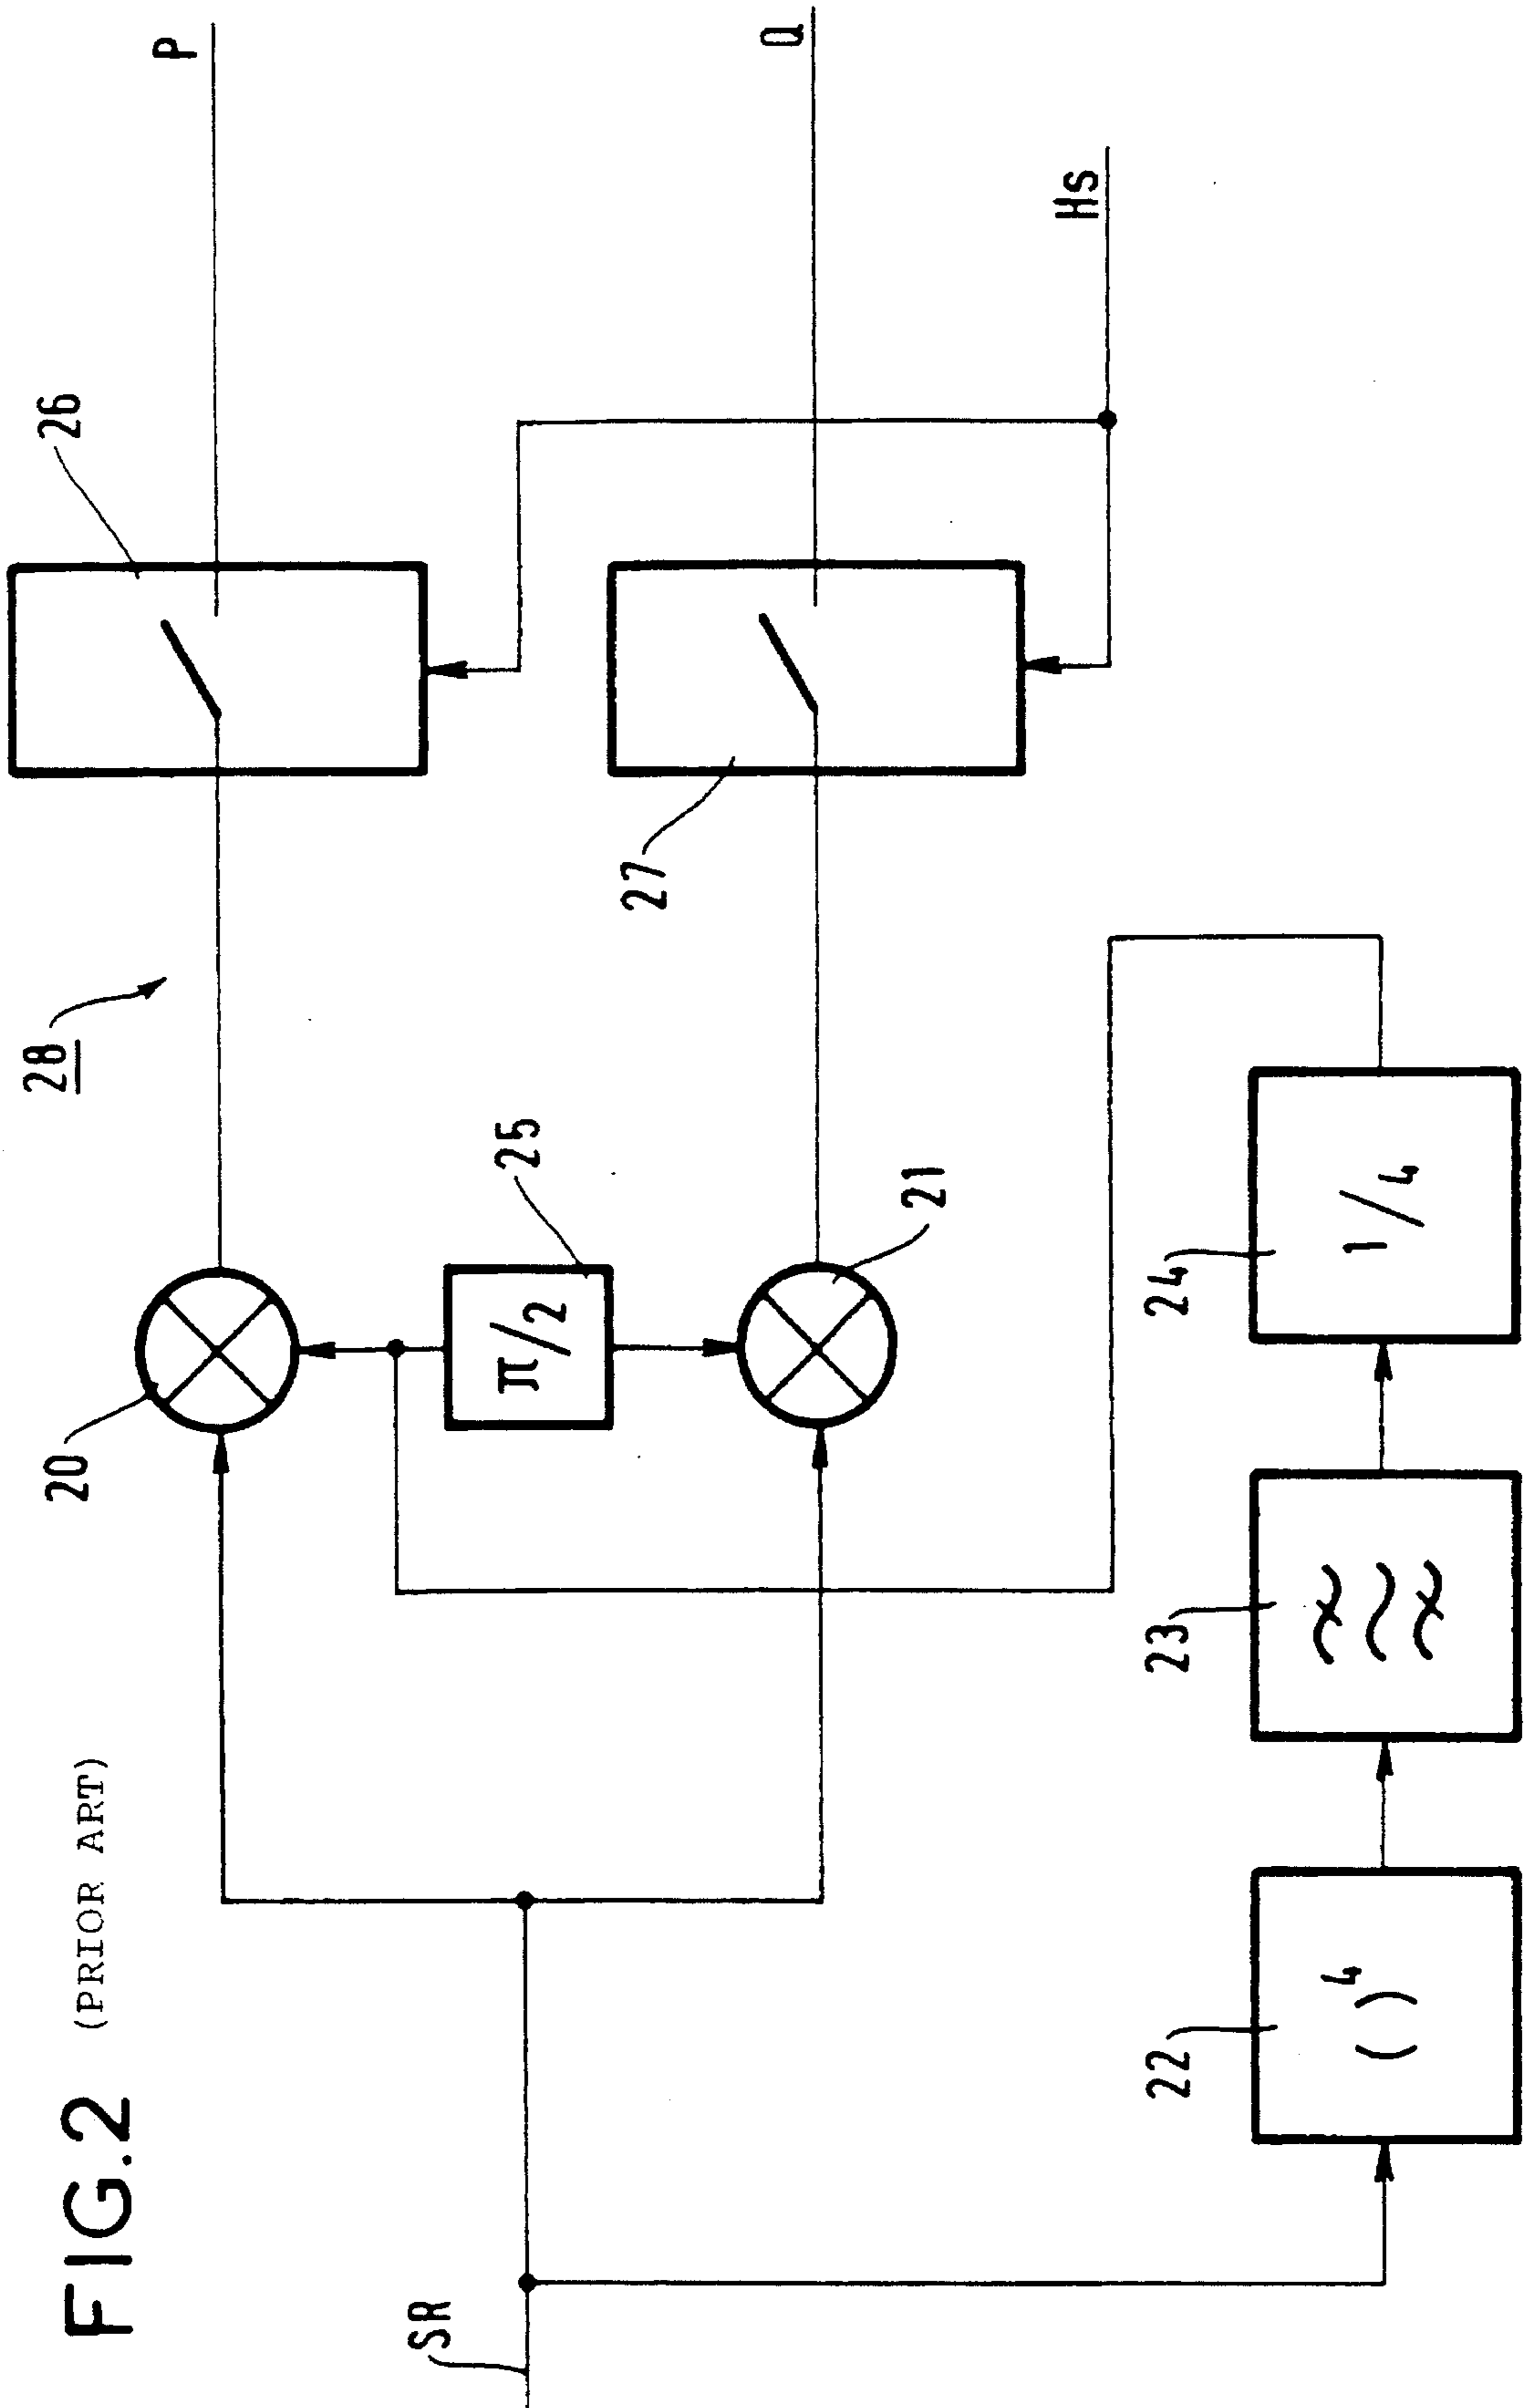 FIG.2 (PRIOR ART)
28
26
P
20
π/2
25
SR
21
27
Q
Hs
22
( )⁴
23
24
1/4